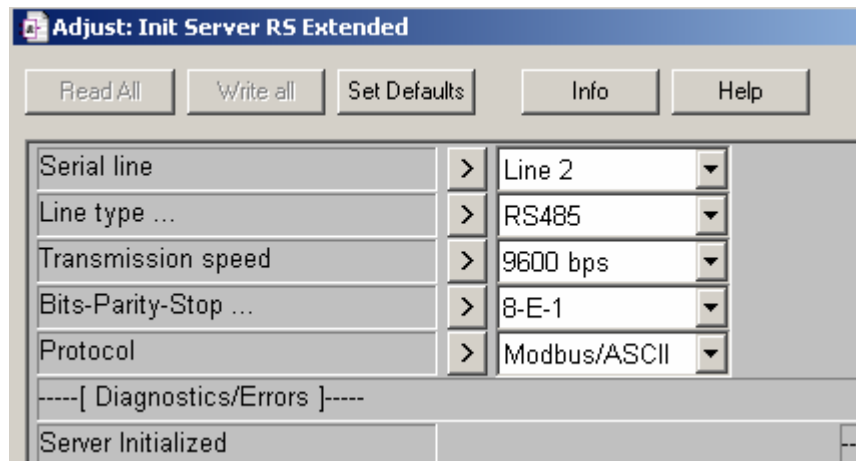 Adjust: Init Server RS Extended
Read All Write all Set Defaults Info Help
Serial line > Line 2
Line type ... > RS485
Transmission speed > 9600 bps
Bits-Parity-Stop ... > 8-E-1
Protocol > Modbus/ASCII
-----[ Diagnostics/Errors ]-----
Server Initialized --